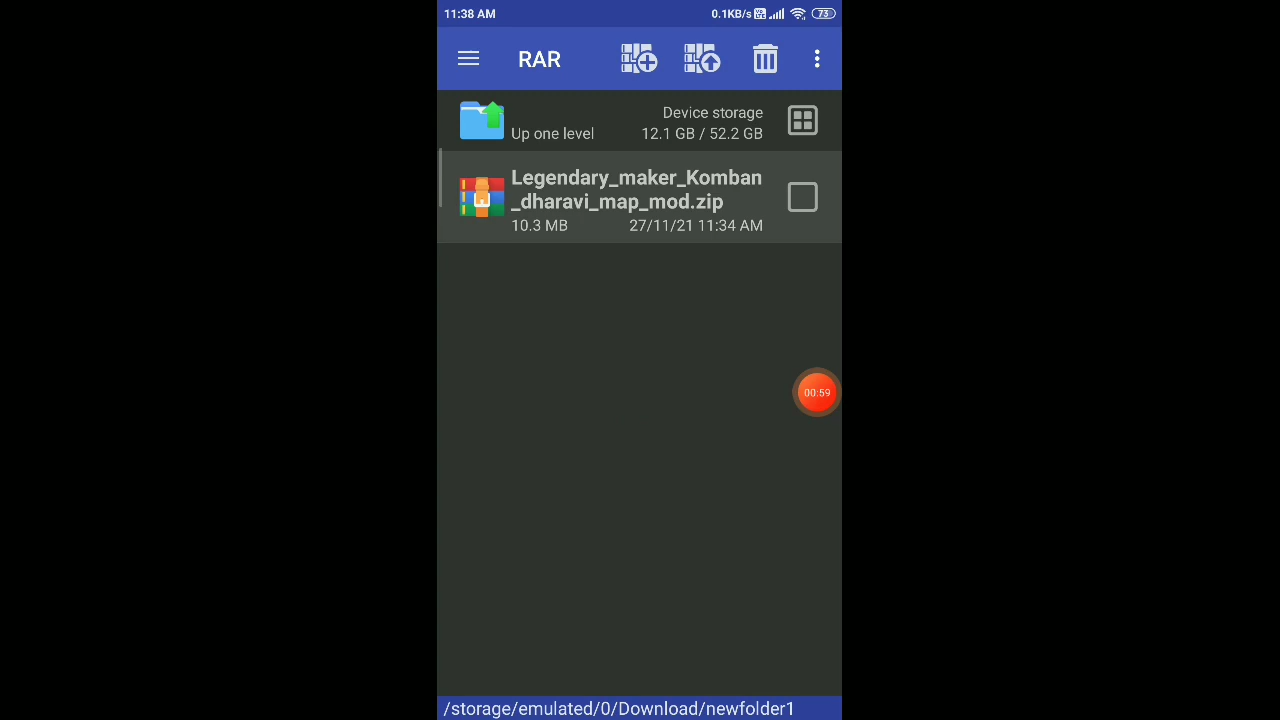 11:38 AM
0.1KB/s
73
RAR
Device storage
Up one level
12.1 GB / 52.2 GB
Legendary_maker_Komban
_dharavi_map_mod.zip
10.3 MB
27/11/21 11:34 AM
00:59
/storage/emulated/0/Download/newfolder1